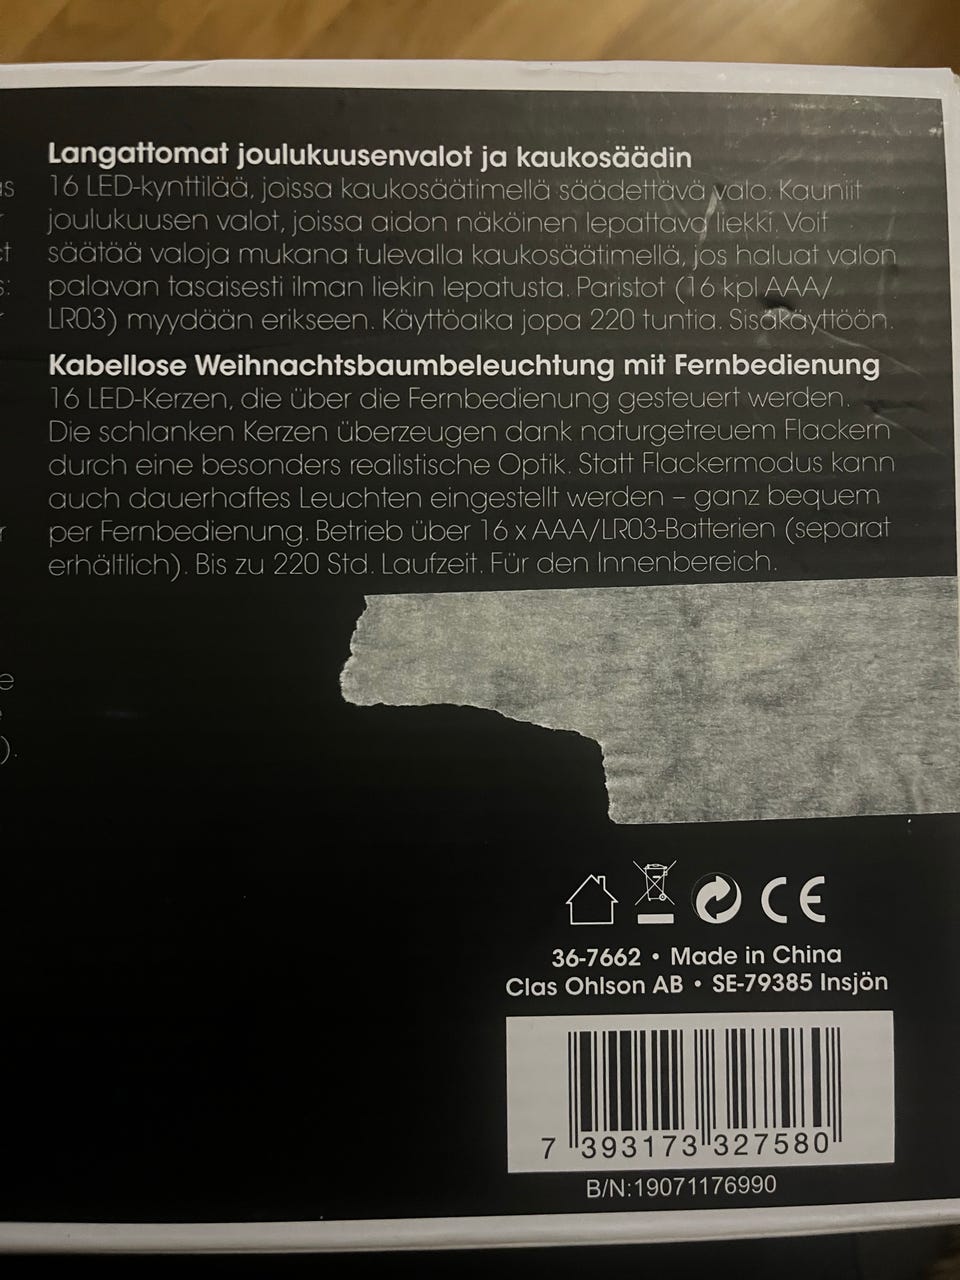 Langattomat joulukuusenvalot ja kaukosäädin
16 LED-kynttilää, joissa kaukosäätimellä säädettävä valo. Kauniit
joulukuusen valot, joissa aidon näköinen lepattava liekki. Voit
säätää valoja mukana tulevalla kaukosäätimellä, jos haluat valon
palavan tasaisesti ilman liekin lepatusta. Paristot (16 kpl AAA/
LR03) myydään erikseen. Käyttöaika jopa 220 tuntia. Sisäkäyttöön.
Kabellose Weihnachtsbaumbeleuchtung mit Fernbedienung
16 LED-Kerzen, die über die Fernbedienung gesteuert werden.
Die schlanken Kerzen überzeugen dank naturgetreuem Flackern
durch eine besonders realistische Optik. Statt Flackermodus kann
auch dauerhaftes Leuchten eingestellt werden – ganz bequem
per Fernbedienung. Betrieb über 16 x AAA/LR03-Batterien (separat
erhältlich). Bis zu 220 Std. Laufzeit. Für den Innenbereich.
CE
36-7662 • Made in China
Clas Ohlson AB • SE-79385 Insjön
7 393173 327580
B/N:19071176990